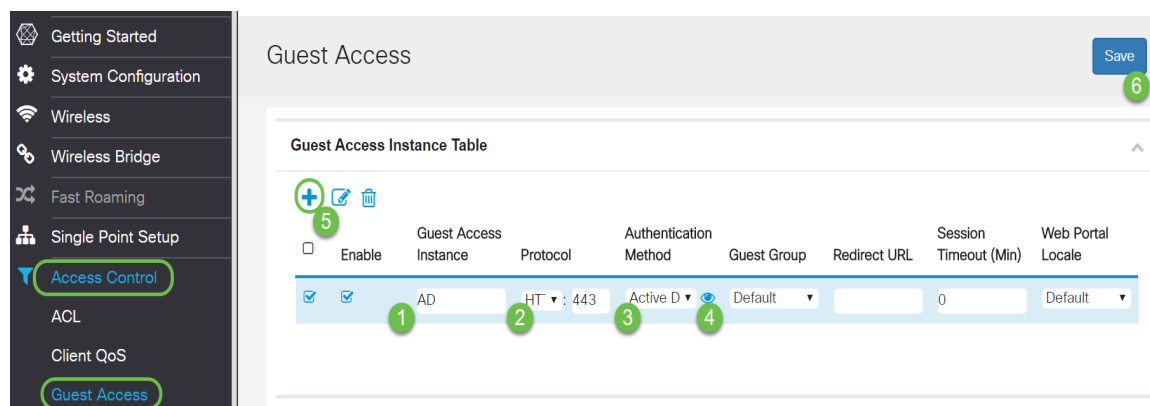 Getting Started
System Configuration
Wireless
Wireless Bridge
Fast Roaming
Single Point Setup
Access Control
ACL
Client QoS
Guest Access
Guest Access
Save
6
Guest Access Instance Table
5
Enable
Guest Access Instance
Protocol
Authentication Method
Guest Group
Redirect URL
Session Timeout (Min)
Web Portal Locale
1
AD
2
HT : 443
3
Active D
4
Default
0
Default